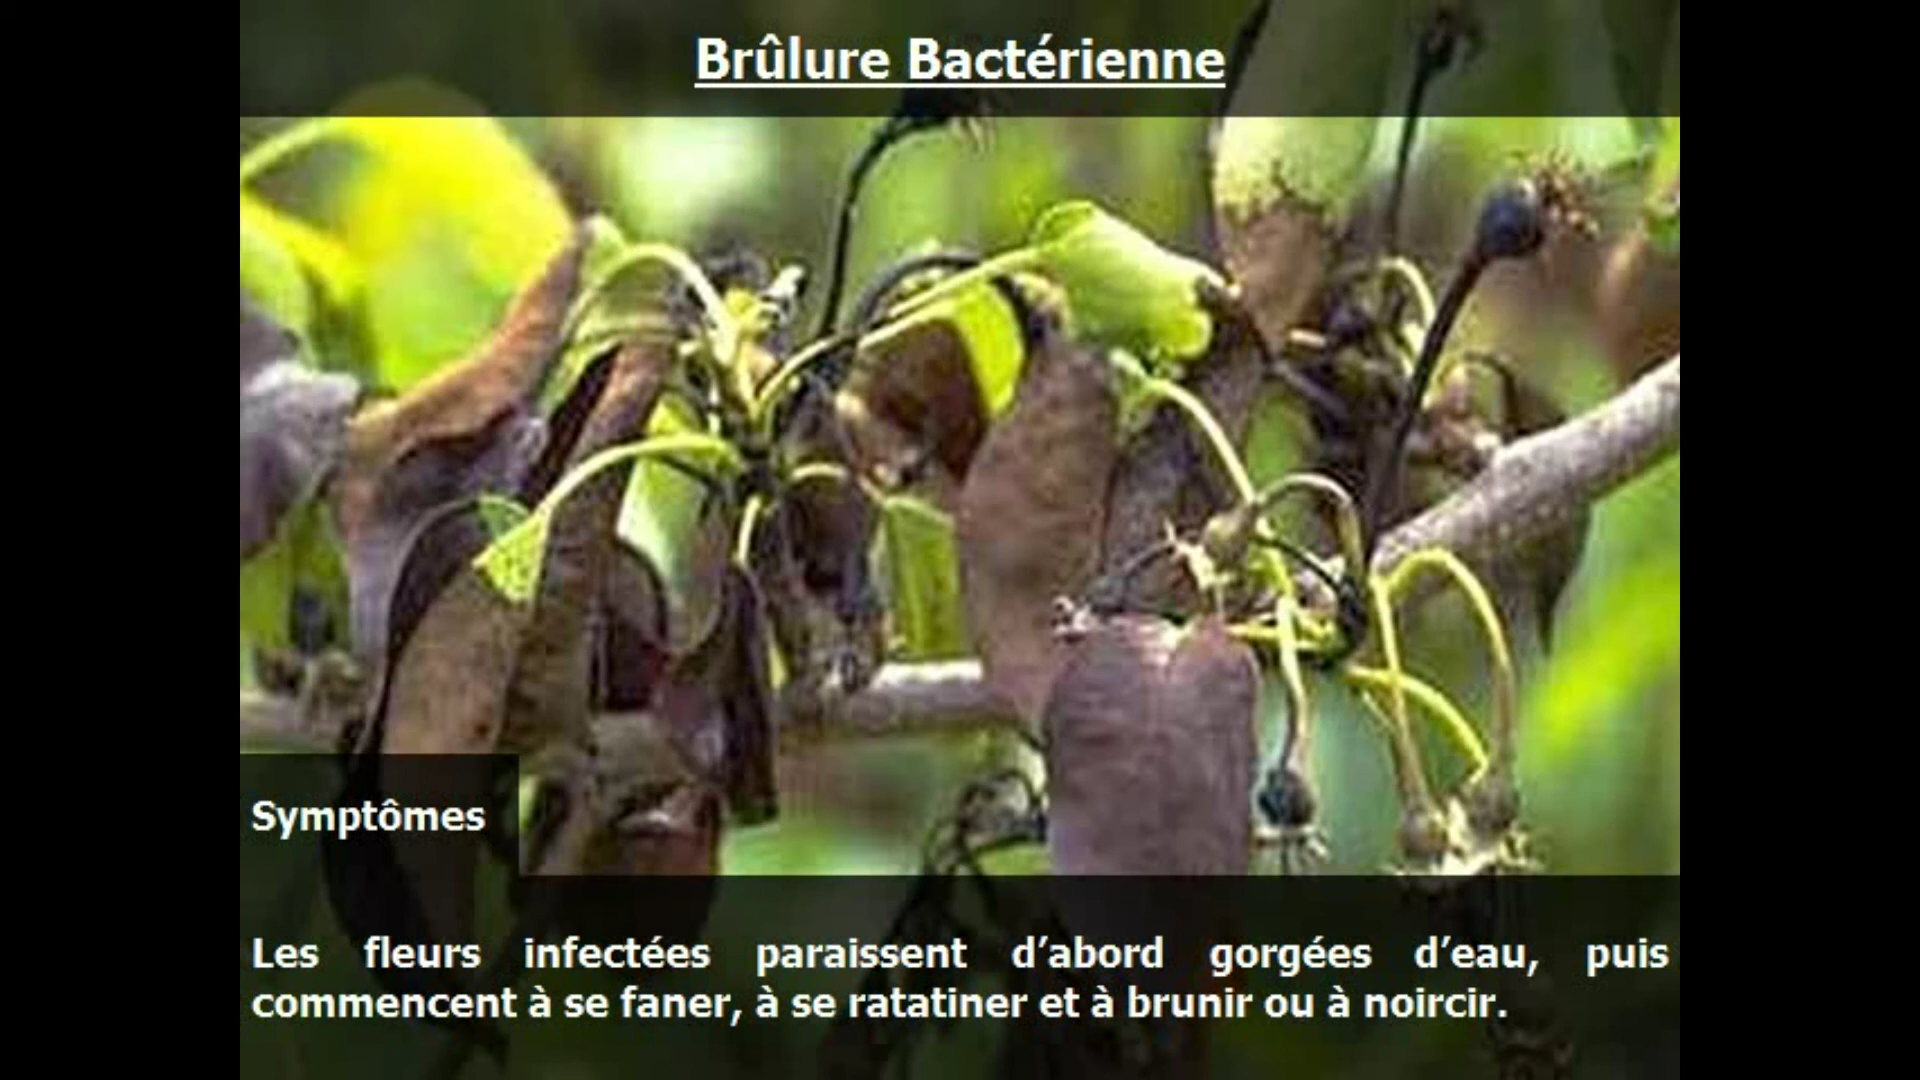 Brûlure Bactérienne
Symptômes
Les fleurs infectées paraissent d’abord gorgées d’eau, puis
commencent à se faner, à se ratatiner et à brunir ou à noircir.